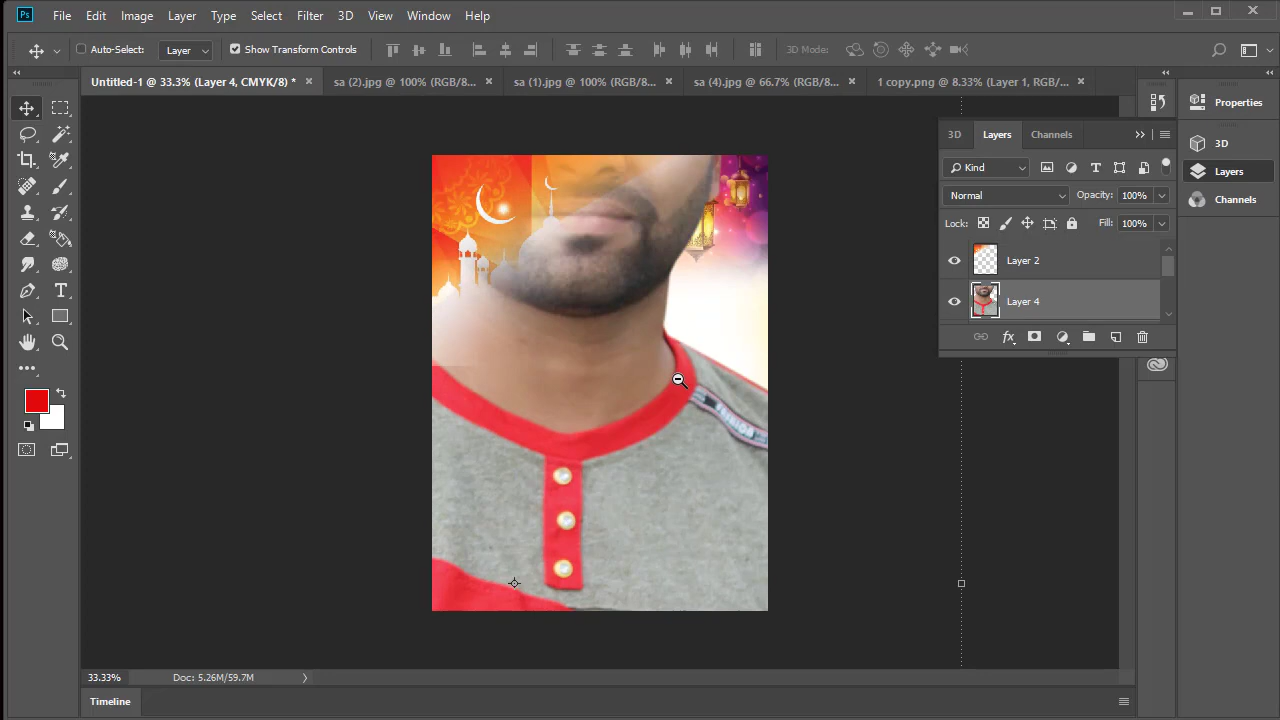 Ps File Edit Image Layer Type Select Filter 3D View Window Help
Auto-Select: Layer Show Transform Controls 3D Mode:
Untitled-1 @ 33.3% (Layer 4, CMYK/8) * sa (2).jpg @ 100% (RGB/8... sa (1).jpg @ 100% (RGB/8... sa (4).jpg @ 66.7% (RGB/8... 1 copy.png @ 8.33% (Layer 1, RGB/...
Properties
3D Layers Channels
3D
Kind
Layers
Normal Opacity: 100%
Channels
Lock: Fill: 100%
Layer 2
Layer 4
fx
33.33% Doc: 5.26M/59.7M
Timeline